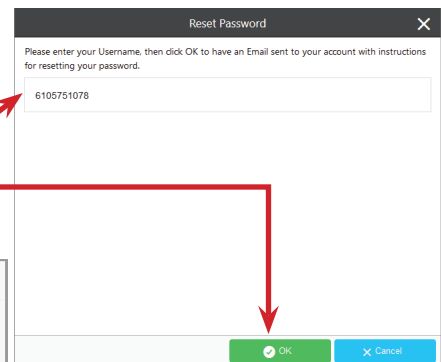 Reset Password
Please enter your Username, then click OK to have an Email sent to your account with instructions
for resetting your password.
6105751078
OK
Cancel